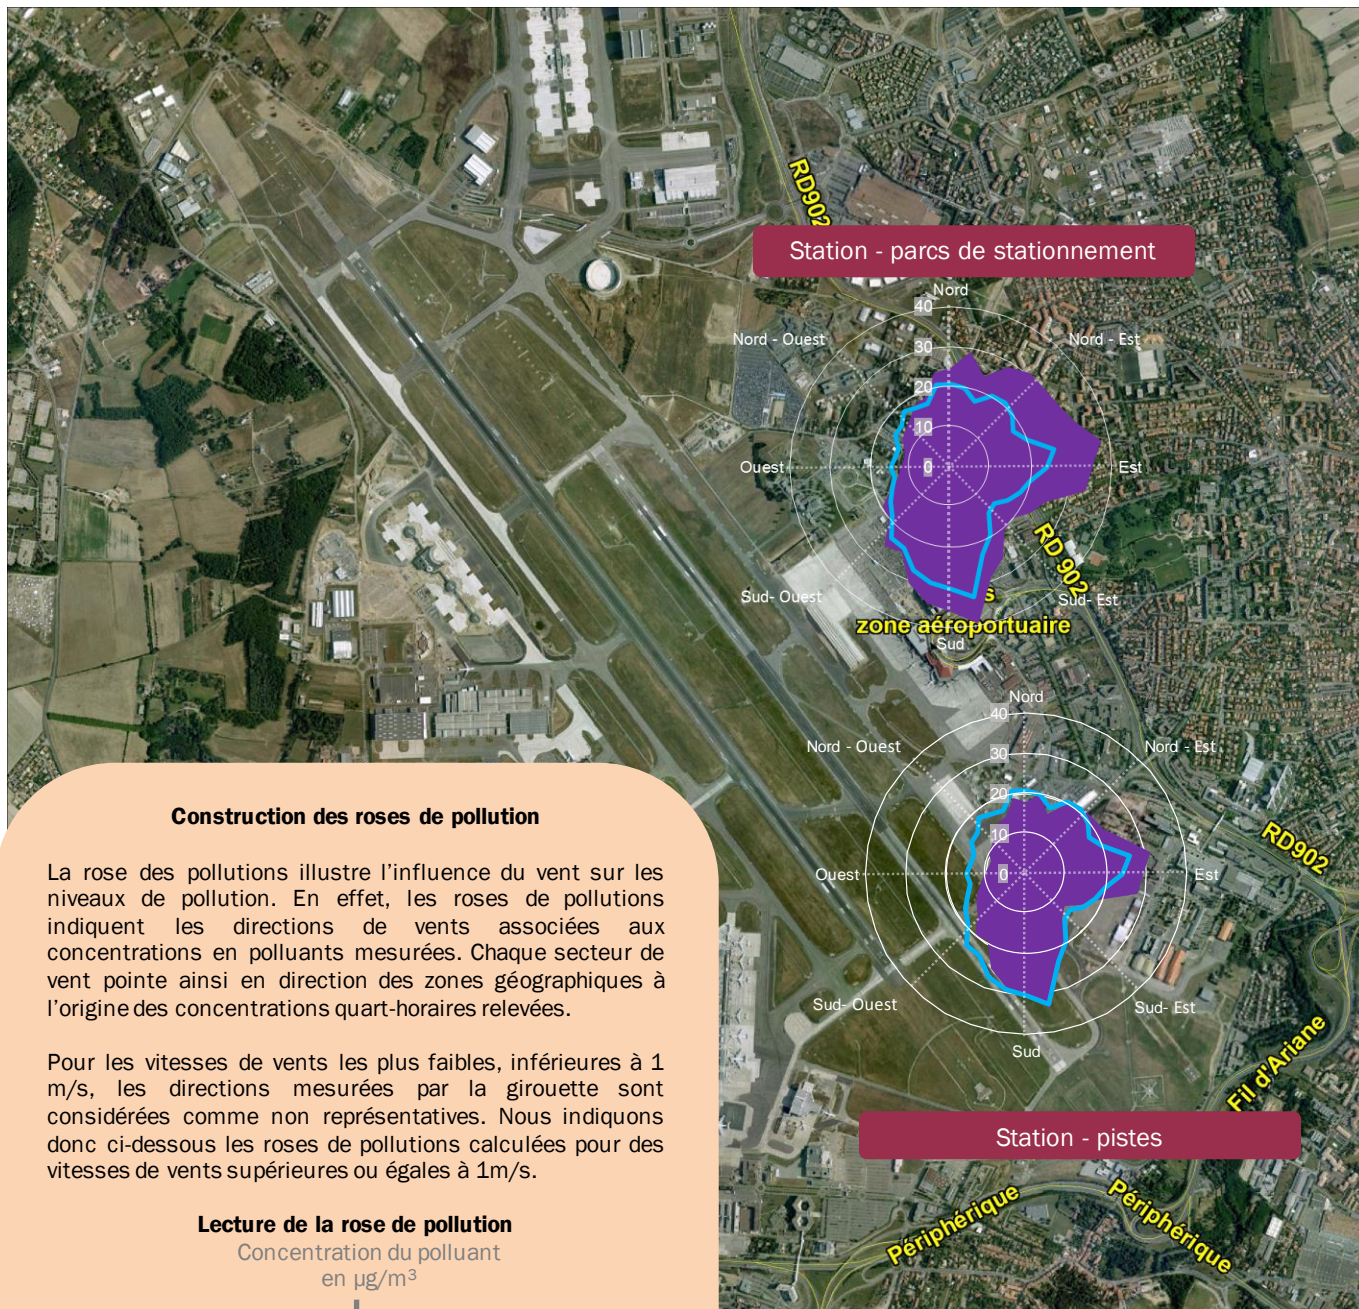 RD902
Station - parcs de stationnement
Nord
40
Nord - Ouest
Nord - Est
30
20
10
Ouest
0
Est
RD 902
Sud- Ouest
Sud- Est
s
zone aéroportuaire
Sud
Nord
40
Nord - Ouest
Nord - Est
30
20
10
RD902
Ouest
0
Est
Sud- Ouest
Sud- Est
Sud
Fil d'Ariane
Station - pistes
Périphérique
Périphérique
Construction des roses de pollution
La rose des pollutions illustre l'influence du vent sur les
niveaux de pollution. En effet, les roses de pollutions
indiquent les directions de vents associées aux
concentrations en polluants mesurées. Chaque secteur de
vent pointe ainsi en direction des zones géographiques à
l'origine des concentrations quart-horaires relevées.
Pour les vitesses de vents les plus faibles, inférieures à 1
m/s, les directions mesurées par la girouette sont
considérées comme non représentatives. Nous indiquons
donc ci-dessous les roses de pollutions calculées pour des
vitesses de vents supérieures ou égales à 1m/s.
Lecture de la rose de pollution
Concentration du polluant
en µg/m³